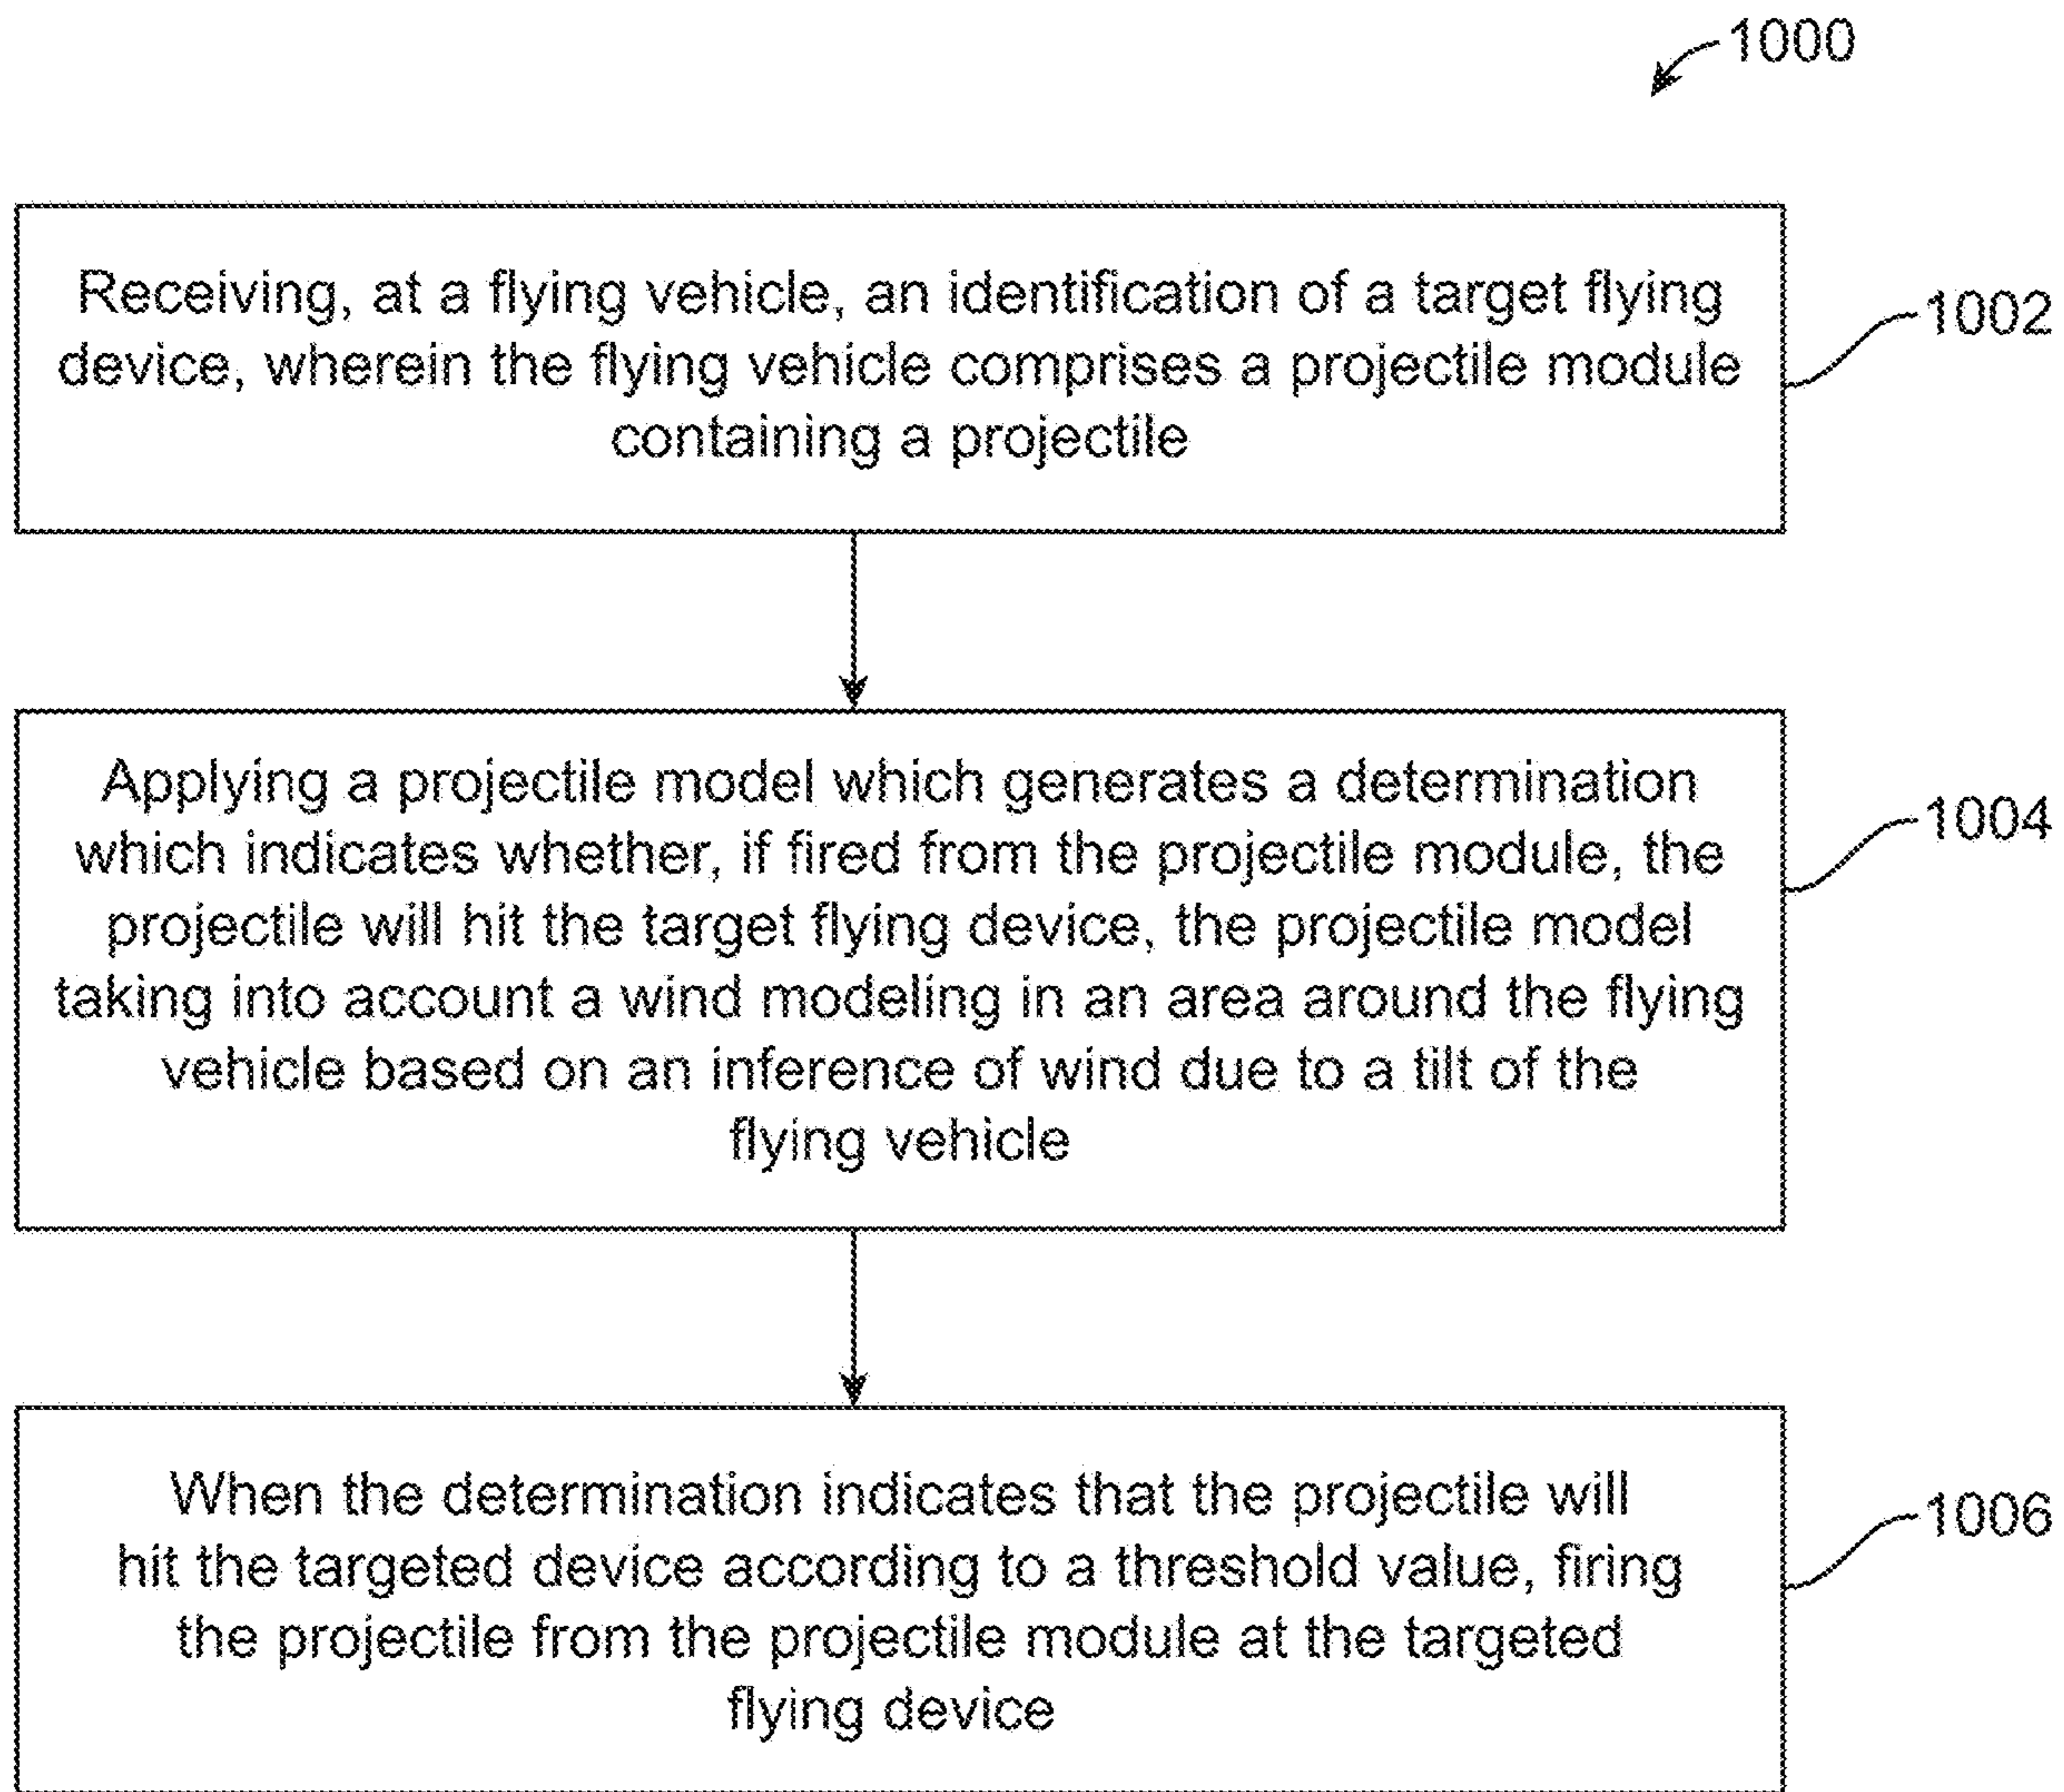 1000
Receiving, at a flying vehicle, an identification of a target flying
device, wherein the flying vehicle comprises a projectile module
containing a projectile
1002
Applying a projectile model which generates a determination
which indicates whether, if fired from the projectile module, the
projectile will hit the target flying device, the projectile model
taking into account a wind modeling in an area around the flying
vehicle based on an inference of wind due to a tilt of the
flying vehicle
1004
When the determination indicates that the projectile will
hit the targeted device according to a threshold value, firing
the projectile from the projectile module at the targeted
flying device
1006